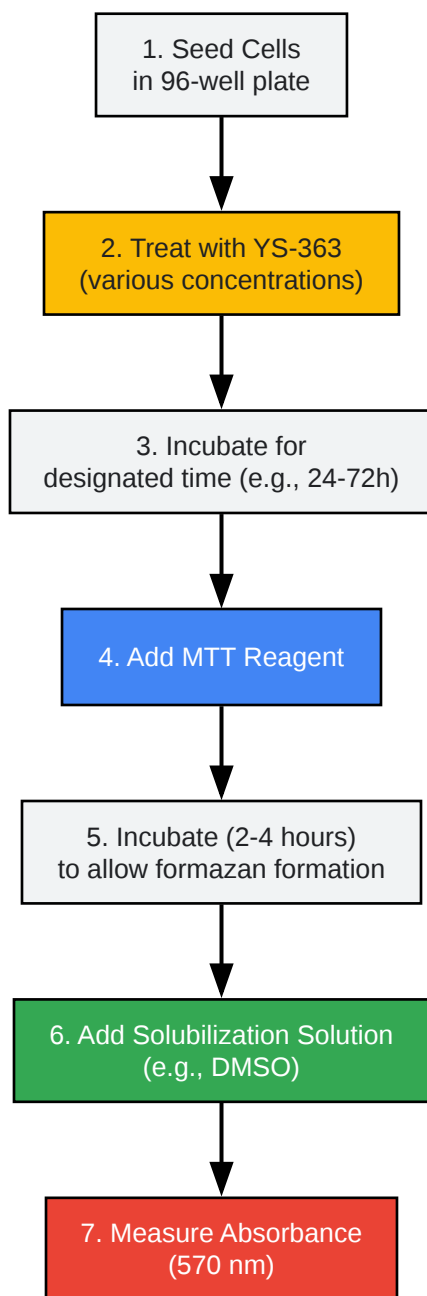 1. Seed Cells
in 96-well plate
2. Treat with YS-363
(various concentrations)
3. Incubate for
designated time (e.g., 24-72h)
4. Add MTT Reagent
5. Incubate (2-4 hours)
to allow formazan formation
6. Add Solubilization Solution
(e.g., DMSO)
7. Measure Absorbance
(570 nm)